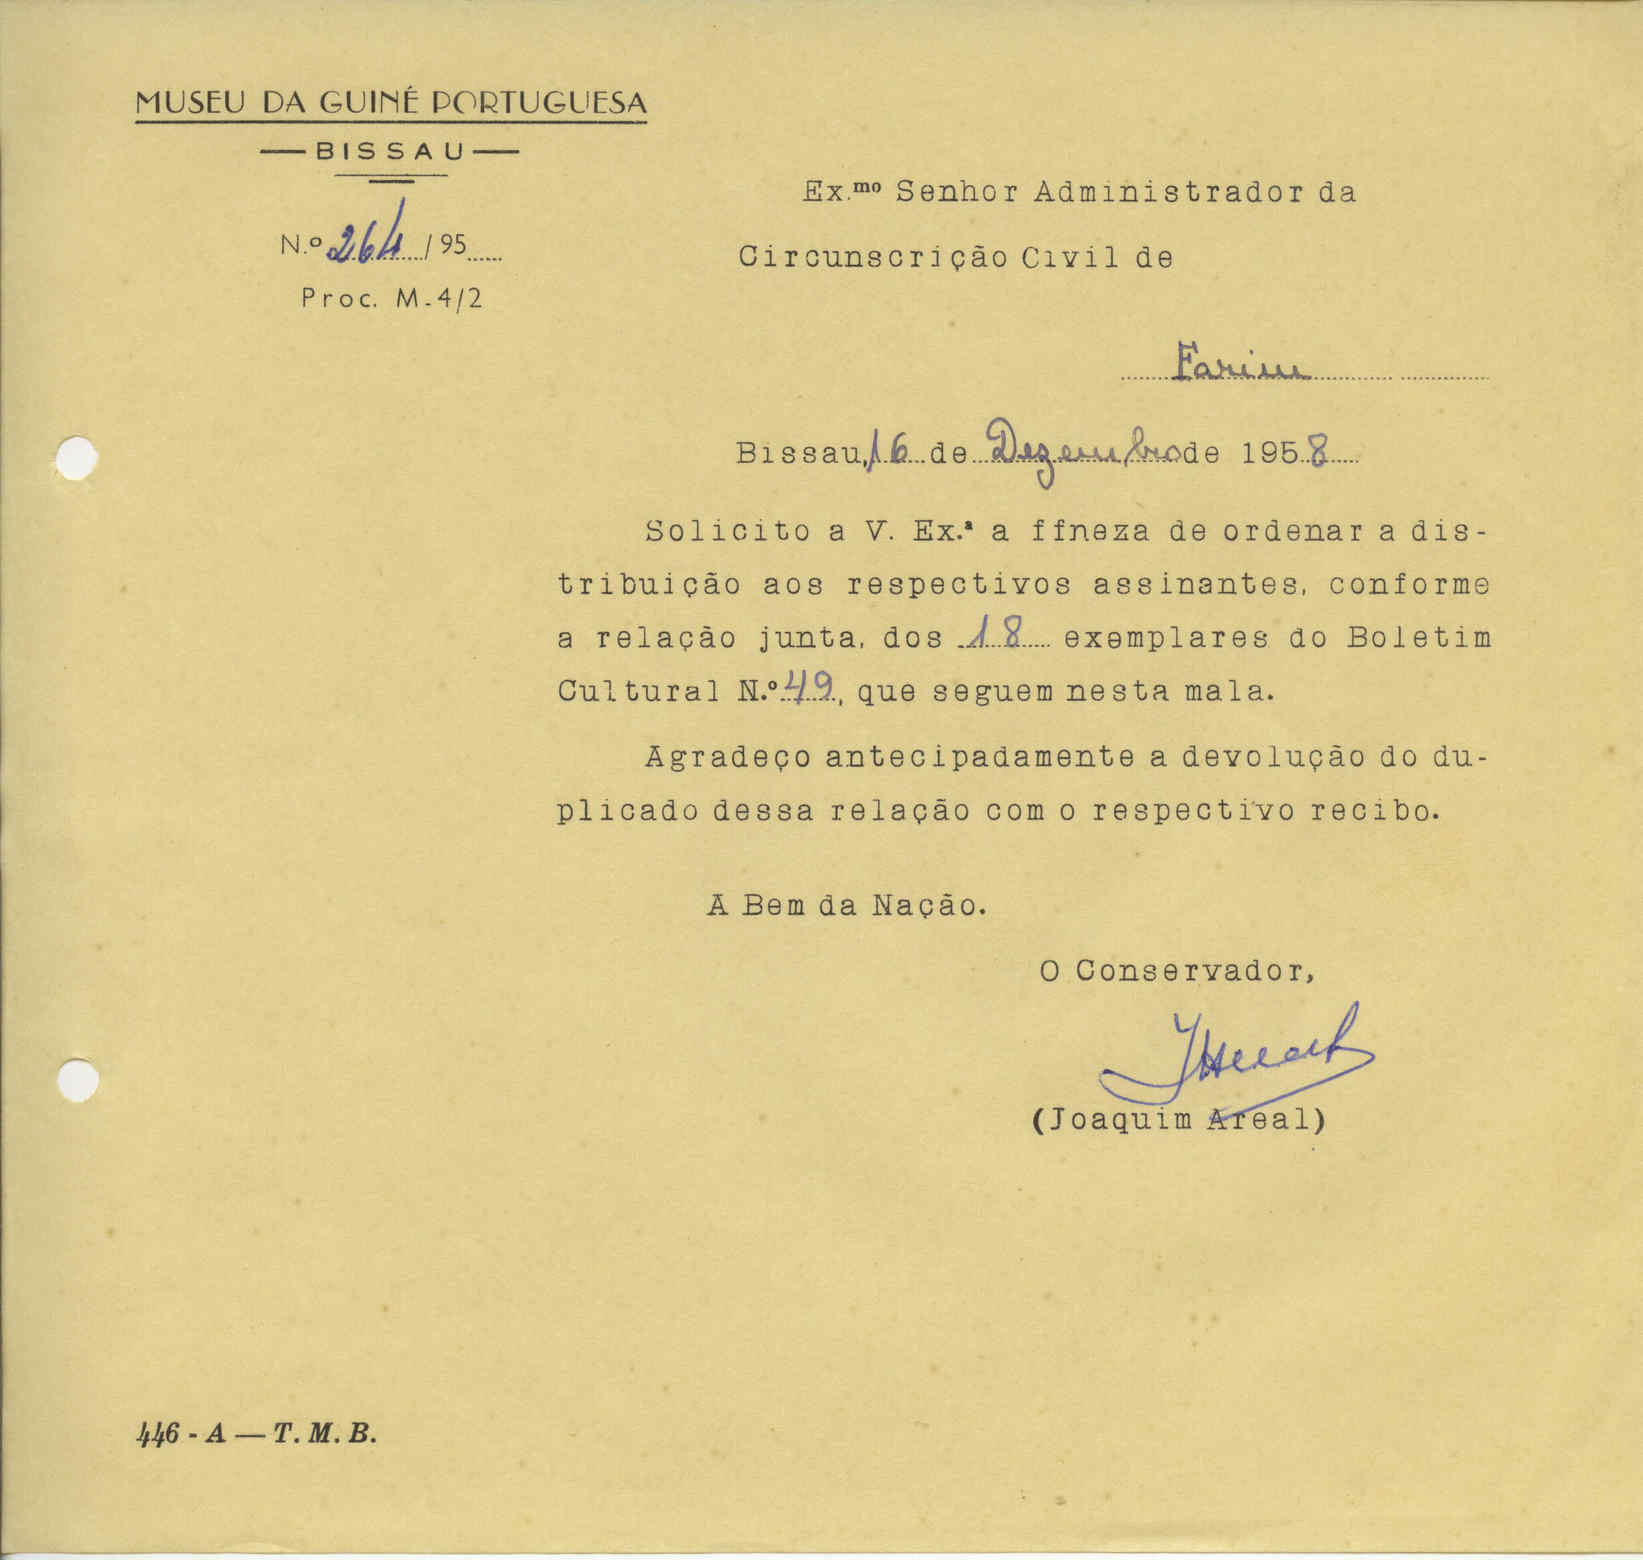 MUSEU DA GUINÉ PORTUGUESA
BISSAU
N.º 264 / 95
Proc. M-4/2
Ex.mo Senhor Administrador da
Circunscrição Civil de
Farim
Bissau, 16 de Dezembro de 1958
Solicito a V. Ex.ª a ffneza de ordenar a dis-
tribuição aos respectivos assinantes, conforme
a relação junta, dos 18 exemplares do Boletim
Cultural N.º 49, que seguem nesta mala.
Agradeço antecipadamente a devolução do du-
plicado dessa relação com o respectivo recibo.
A Bem da Nação.
O Conservador,
(Joaquim Areal)
446 - A — T. M. B.